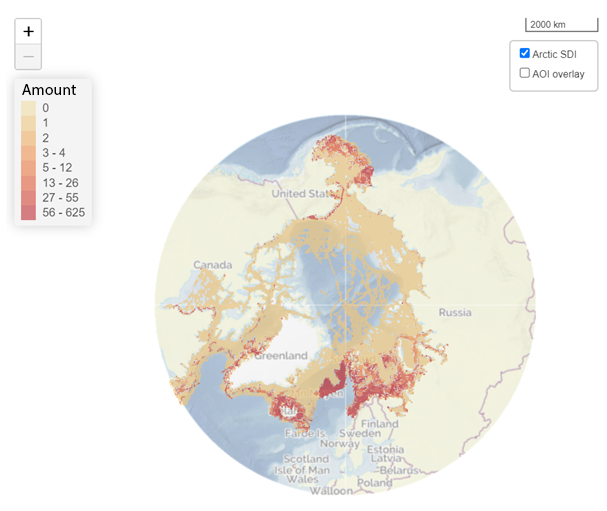 +
2000 km
Arctic SDI
−
AOI overlay
Amount
0
1
2
3 - 4
5 - 12
13 - 26
27 - 55
56 - 625
United Stat
Canada
Russia
Greenland
Finland
Faroe Is.
Sweden
Norway
Estonia
Scotland
Latvia
Isle of Man
Belarus
Wales
Poland
Walloon